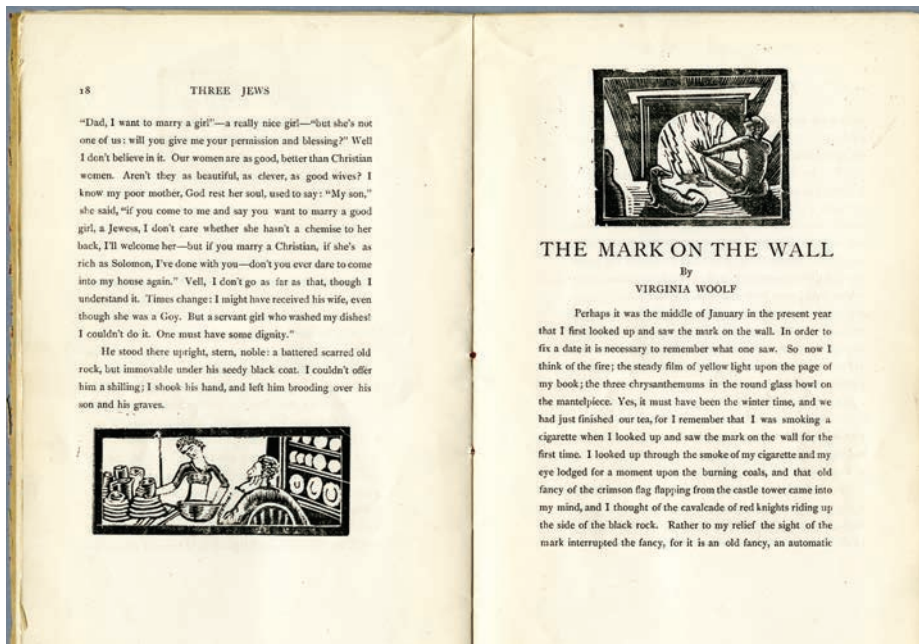 18 THREE JEWS
“Dad, I want to marry a girl”—a really nice girl—“but she's not
one of us: will you give me your permission and blessing?” Well
I don't believe in it. Our women are as good, better than Christian
women. Aren't they as beautiful, as clever, as good wives? I
know my poor mother, God rest her soul, used to say: “My son,”
she said, “if you come to me and say you want to marry a good
girl, a Jewess, I don't care whether she hasn't a chemise to her
back, I'll welcome her—but if you marry a Christian, if she's as
rich as Solomon, I've done with you—don't you ever dare to come
into my house again.” Vell, I don't go as far as that, though I
understand it. Times change: I might have received his wife, even
though she was a Goy. But a servant girl who washed my dishes!
I couldn't do it. One must have some dignity.”
He stood there upright, stern, noble: a battered scarred old
rock, but immovable under his seedy black coat. I couldn't offer
him a shilling; I shook his hand, and left him brooding over his
son and his graves.
THE MARK ON THE WALL
By
VIRGINIA WOOLF
Perhaps it was the middle of January in the present year
that I first looked up and saw the mark on the wall. In order to
fix a date it is necessary to remember what one saw. So now I
think of the fire; the steady film of yellow light upon the page of
my book; the three chrysanthemums in the round glass bowl on
the mantelpiece. Yes, it must have been the winter time, and we
had just finished our tea, for I remember that I was smoking a
cigarette when I looked up and saw the mark on the wall for the
first time. I looked up through the smoke of my cigarette and my
eye lodged for a moment upon the burning coals, and that old
fancy of the crimson flag flapping from the castle tower came into
my mind, and I thought of the cavalcade of red knights riding up
the side of the black rock. Rather to my relief the sight of the
mark interrupted the fancy, for it is an old fancy, an automatic